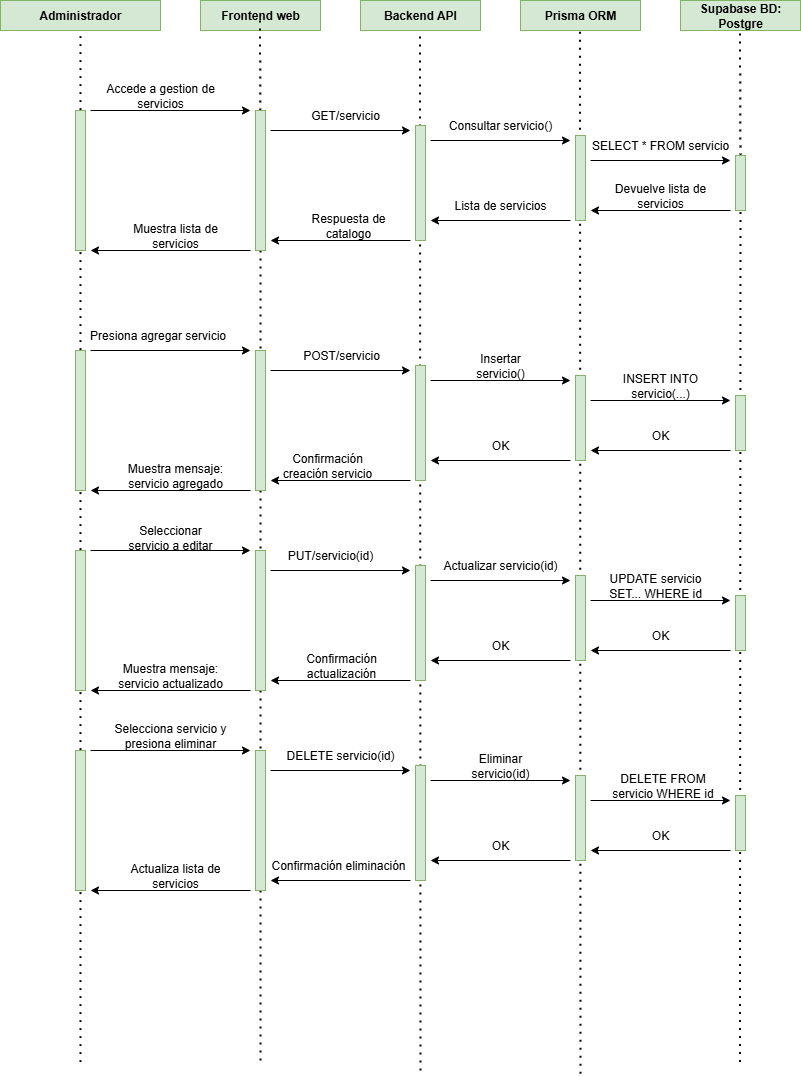 Administrador
Frontend web
Backend API
Prisma ORM
Supabase BD:
Postgre
Accede a gestion de
servicios
GET/servicio
Consultar servicio()
SELECT * FROM servicio
Devuelve lista de
servicios
Lista de servicios
Respuesta de
catalogo
Muestra lista de
servicios
Presiona agregar servicio
POST/servicio
Insertar
servicio()
INSERT INTO
servicio(...)
OK
OK
Confirmación
creación servicio
Muestra mensaje:
servicio agregado
Seleccionar
servicio a editar
PUT/servicio(id)
Actualizar servicio(id)
UPDATE servicio
SET... WHERE id
OK
OK
Confirmación
actualización
Muestra mensaje:
servicio actualizado
Selecciona servicio y
presiona eliminar
DELETE servicio(id)
Eliminar
servicio(id)
DELETE FROM
servicio WHERE id
OK
OK
Confirmación eliminación
Actualiza lista de
servicios